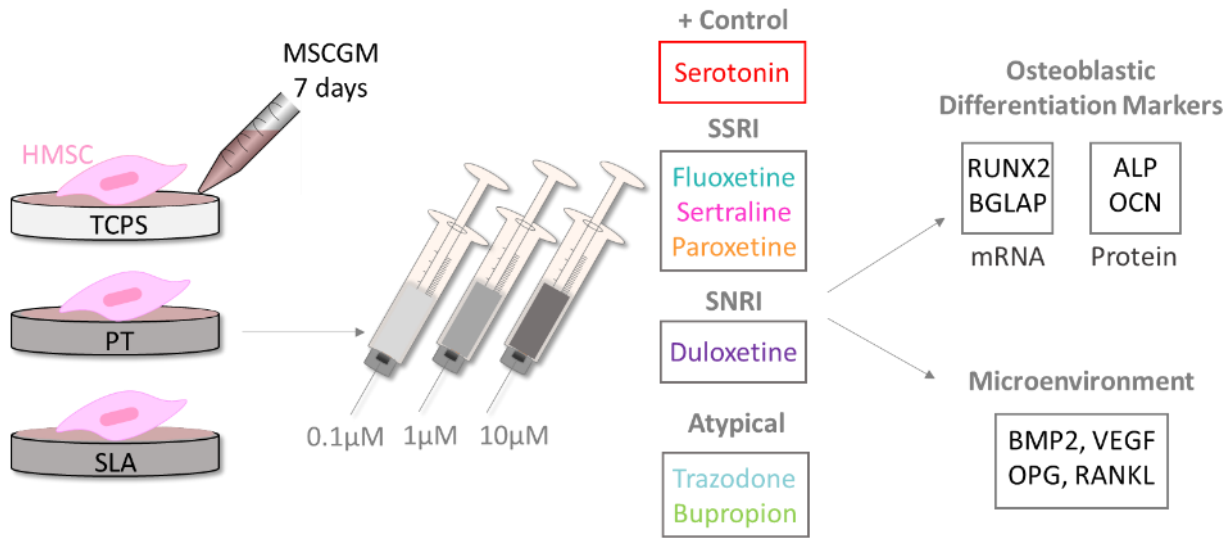 MSCGM
7 days
HMSC
TCPS
PT
SLA
0.1μM
1μM
10μM
+ Control
Serotonin
SSRI
Fluoxetine
Sertraline
Paroxetine
SNRI
Duloxetine
Atypical
Trazodone
Bupropion
Osteoblastic
Differentiation Markers
RUNX2
BGLAP
mRNA
ALP
OCN
Protein
Microenvironment
BMP2, VEGF
OPG, RANKL